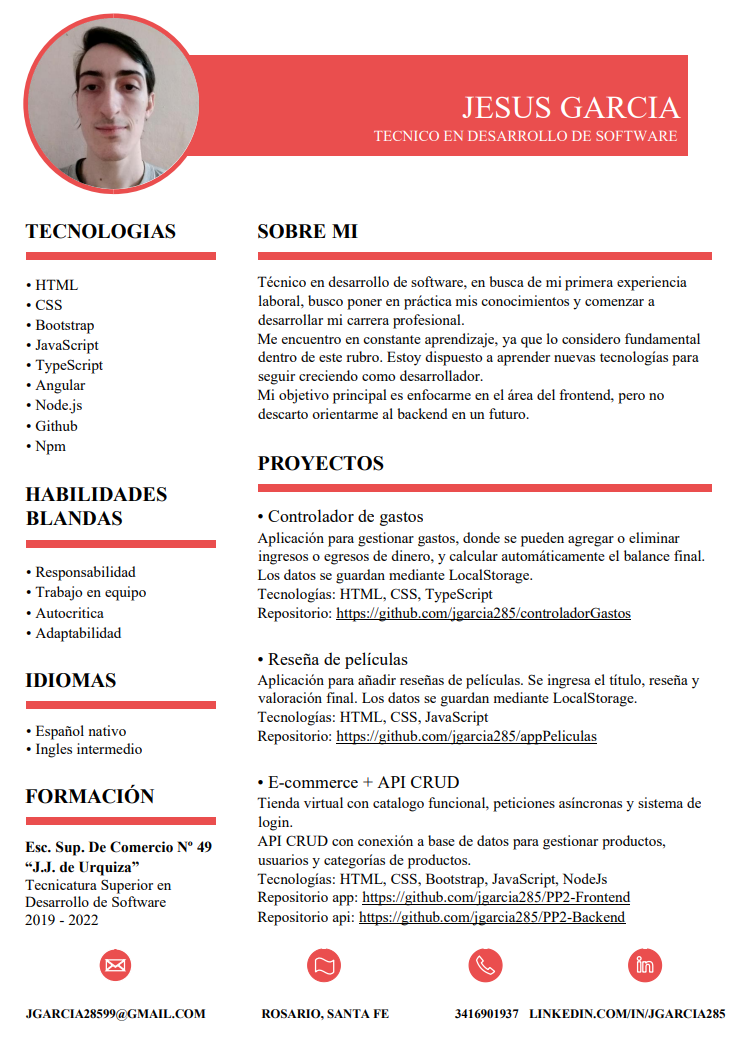 JESUS GARCIA
TECNICO EN DESARROLLO DE SOFTWARE
TECNOLOGIAS
• HTML
• CSS
• Bootstrap
• JavaScript
• TypeScript
• Angular
• Node.js
• Github
• Npm
HABILIDADES
BLANDAS
• Responsabilidad
• Trabajo en equipo
• Autocritica
• Adaptabilidad
IDIOMAS
• Español nativo
• Ingles intermedio
FORMACIÓN
Esc. Sup. De Comercio Nº 49
“J.J. de Urquiza”
Tecnicatura Superior en
Desarrollo de Software
2019 - 2022
SOBRE MI
Técnico en desarrollo de software, en busca de mi primera experiencia
laboral, busco poner en práctica mis conocimientos y comenzar a
desarrollar mi carrera profesional.
Me encuentro en constante aprendizaje, ya que lo considero fundamental
dentro de este rubro. Estoy dispuesto a aprender nuevas tecnologías para
seguir creciendo como desarrollador.
Mi objetivo principal es enfocarme en el área del frontend, pero no
descarto orientarme al backend en un futuro.
PROYECTOS
• Controlador de gastos
Aplicación para gestionar gastos, donde se pueden agregar o eliminar
ingresos o egresos de dinero, y calcular automáticamente el balance final.
Los datos se guardan mediante LocalStorage.
Tecnologías: HTML, CSS, TypeScript
Repositorio: https://github.com/jgarcia285/controladorGastos
• Reseña de películas
Aplicación para añadir reseñas de películas. Se ingresa el título, reseña y
valoración final. Los datos se guardan mediante LocalStorage.
Tecnologías: HTML, CSS, JavaScript
Repositorio: https://github.com/jgarcia285/appPeliculas
• E-commerce + API CRUD
Tienda virtual con catalogo funcional, peticiones asíncronas y sistema de
login.
API CRUD con conexión a base de datos para gestionar productos,
usuarios y categorías de productos.
Tecnologías: HTML, CSS, Bootstrap, JavaScript, NodeJs
Repositorio app: https://github.com/jgarcia285/PP2-Frontend
Repositorio api: https://github.com/jgarcia285/PP2-Backend
in
JGARCIA28599@GMAIL.COM
ROSARIO, SANTA FE
3416901937
LINKEDIN.COM/IN/JGARCIA285